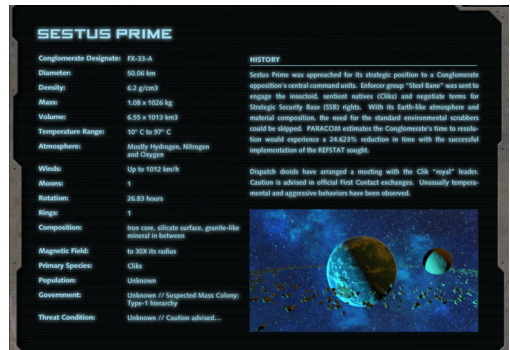 SESTUS PRIME
Conglomerate Designate: FX-33-A
Diameter: 50.06 km
Density: 6.2 g/cm3
Mass: 1.08 x 1026 kg
Volume: 6.55 x 1013 km3
Temperature Range: 10° C to 97° C
Atmosphere: Mostly Hydrogen, Nitrogen
and Oxygen
Winds: Up to 1012 km/h
Moons: 1
Rotation: 26.83 hours
Rings: 1
Composition: Iron core, silicate surface, granite-like
mineral in between
Magnetic Field: to 30X its radius
Primary Species: Cliks
Population: Unknown
Government: Unknown // Suspected Mass Colony;
Type-1 hierarchy
Threat Condition: Unknown // Caution advised...
HISTORY
Sestus Prime was approached for its strategic position to a Conglomerate
opposition's central command units. Enforcer group "Steel Bane" was sent to
engage the insectoid, sentient natives (Cliks) and negotiate terms for
Strategic Security Base (SSB) rights. With its Earth-like atmosphere and
material composition, the need for the standard environmental scrubbers
could be skipped. PARACOM estimates the Conglomerate's time to resolu-
tion would experience a 24.623% reduction in time with the successful
implementation of the REFSTAT sought.
Dispatch droids have arranged a meeting with the Clik "royal" leader.
Caution is advised in official First Contact exchanges. Unusually tempera-
mental and aggressive behaviors have been observed.